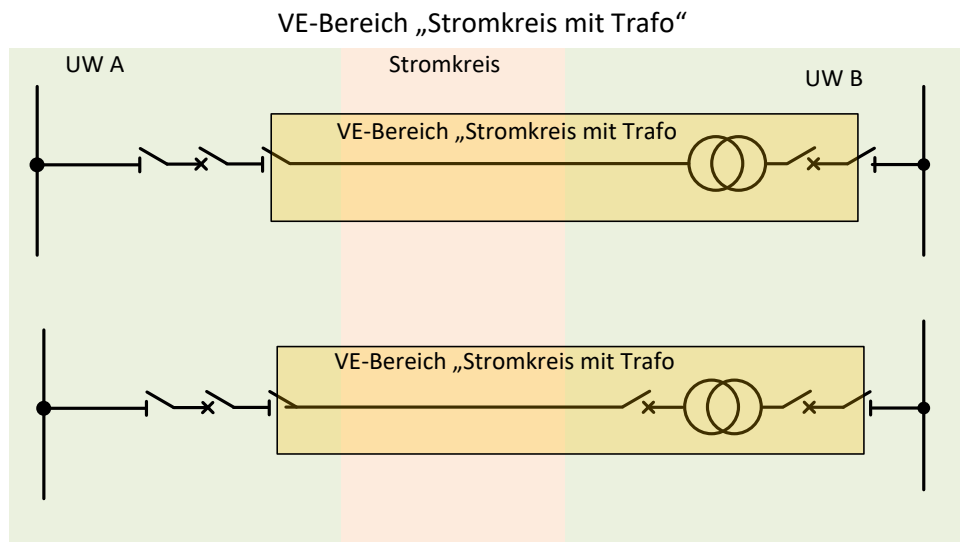 VE-Bereich „Stromkreis mit Trafo“
UW A
Stromkreis
UW B
VE-Bereich „Stromkreis mit Trafo
VE-Bereich „Stromkreis mit Trafo